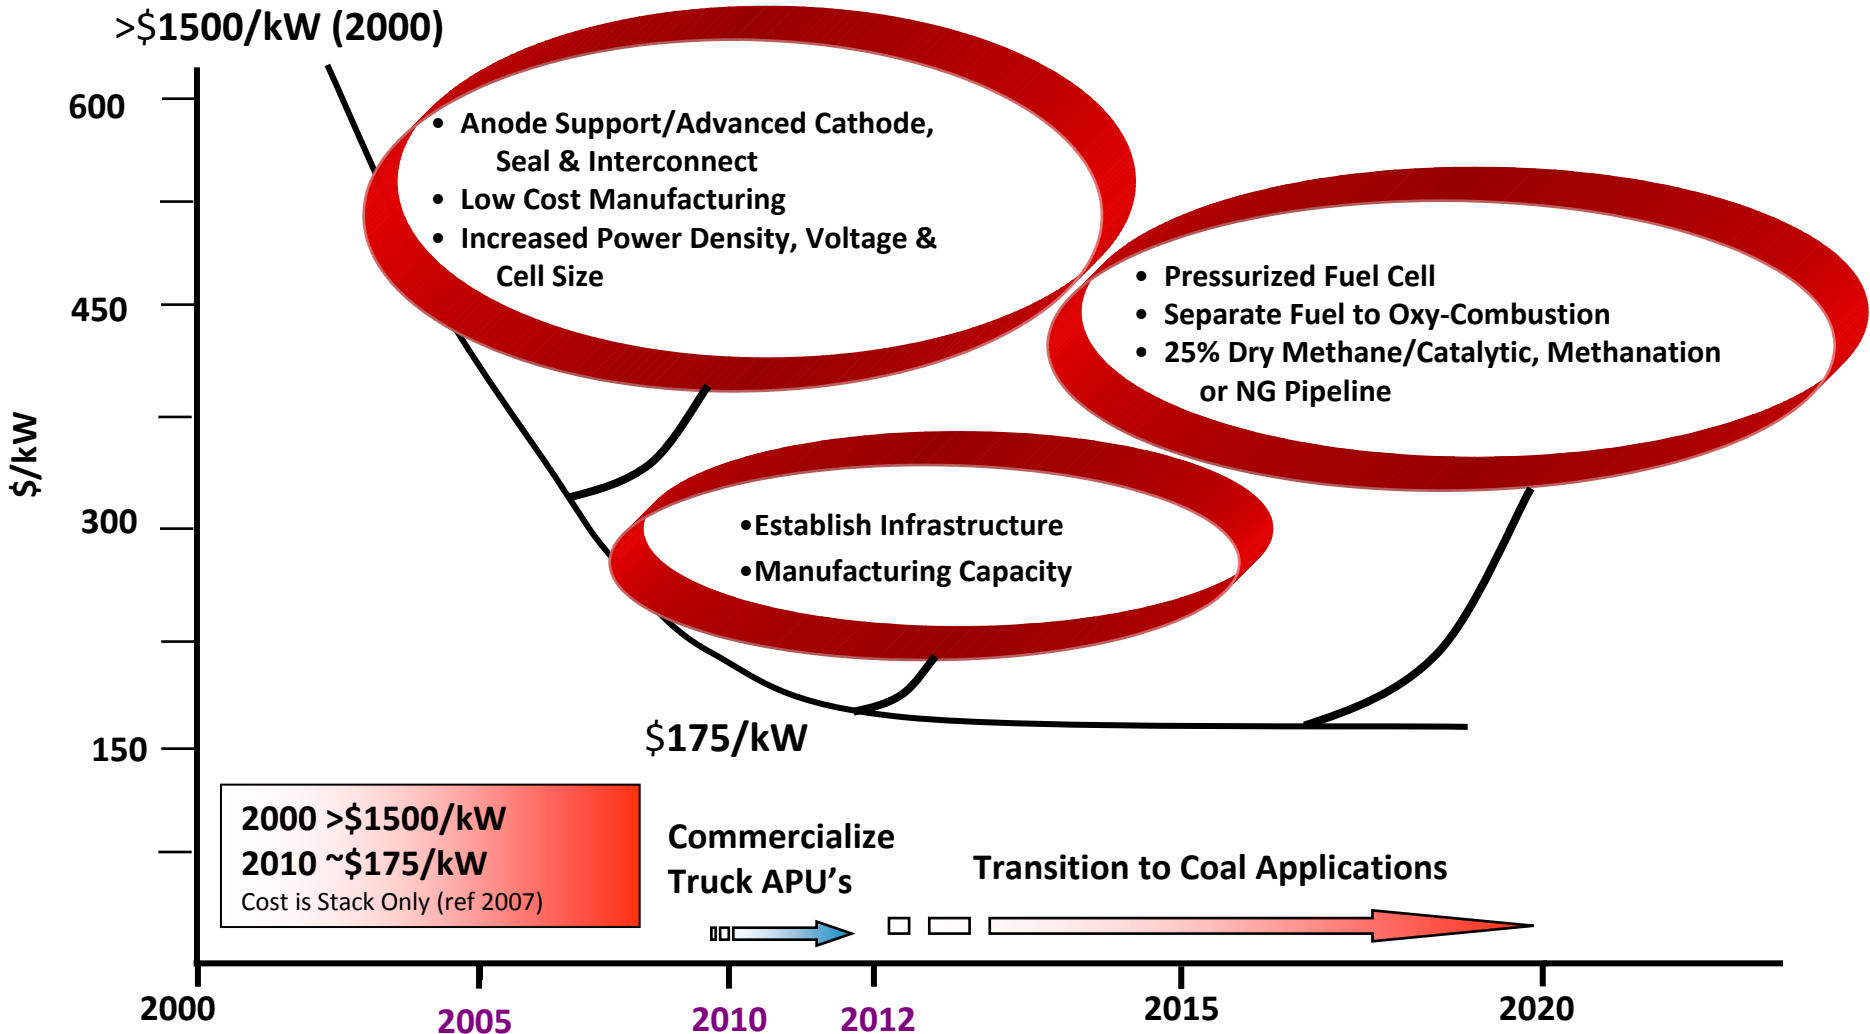 >$1500/kW (2000)
600
450
300
150
$/kW
• Anode Support/Advanced Cathode,
Seal & Interconnect
• Low Cost Manufacturing
• Increased Power Density, Voltage &
Cell Size
• Pressurized Fuel Cell
• Separate Fuel to Oxy-Combustion
• 25% Dry Methane/Catalytic, Methanation
or NG Pipeline
•Establish Infrastructure
•Manufacturing Capacity
$175/kW
2000 >$1500/kW
2010 ~$175/kW
Cost is Stack Only (ref 2007)
Commercialize
Truck APU’s
Transition to Coal Applications
2000
2005
2010
2012
2015
2020